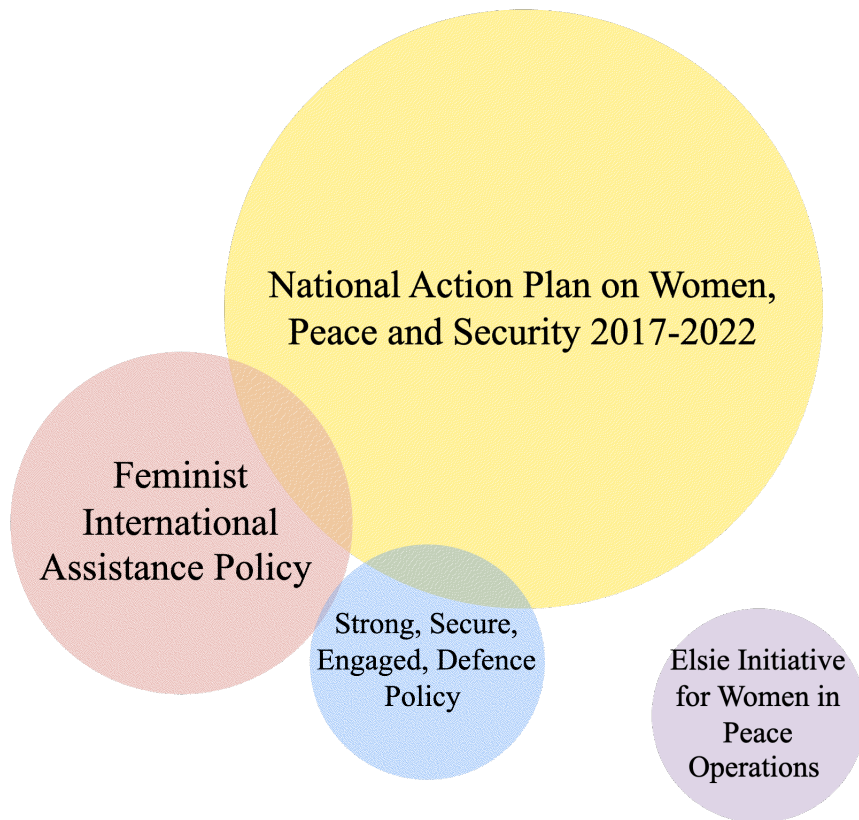 National Action Plan on Women,
Peace and Security 2017-2022
Feminist
International
Assistance Policy
Strong, Secure,
Engaged, Defence
Policy
Elsie Initiative
for Women in
Peace
Operations